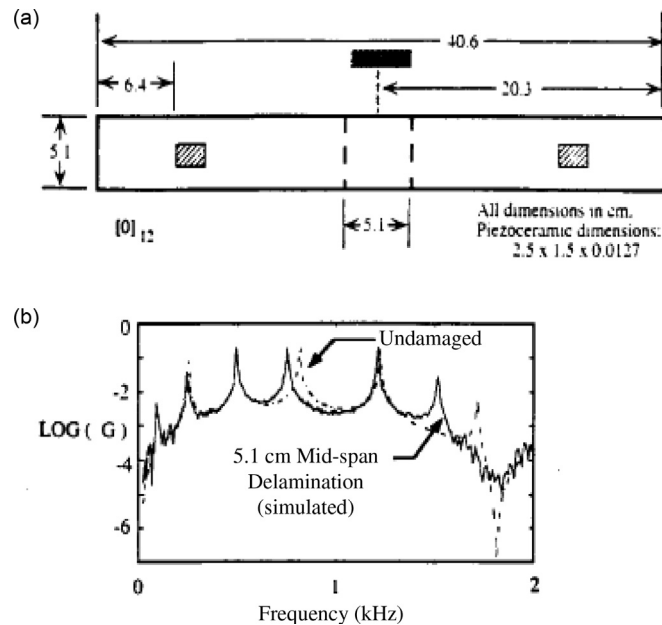 (a)
40.6
6.4
20.3
5.1
[0] 12
5.1
All dimensions in cm.
Piezoceramic dimensions:
2.5 x 1.5 x 0.0127
(b)
0
-2
-4
-6
LOG( G)
Undamaged
5.1 cm Mid-span
Delamination
(simulated)
0
1
2
Frequency (kHz)